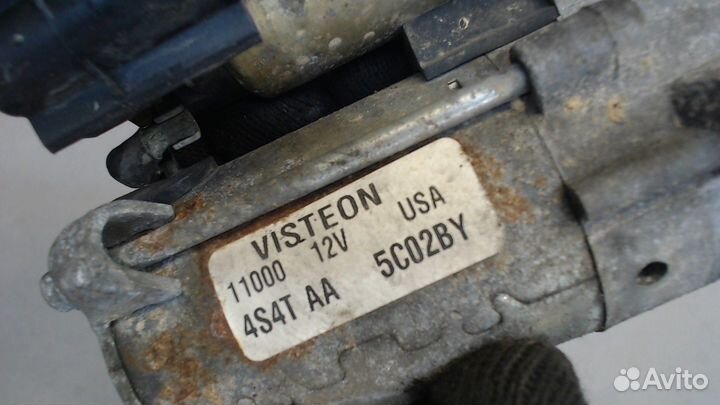 VISTEON
11000 12V USA
4S4T AA 5C02BY
Avito